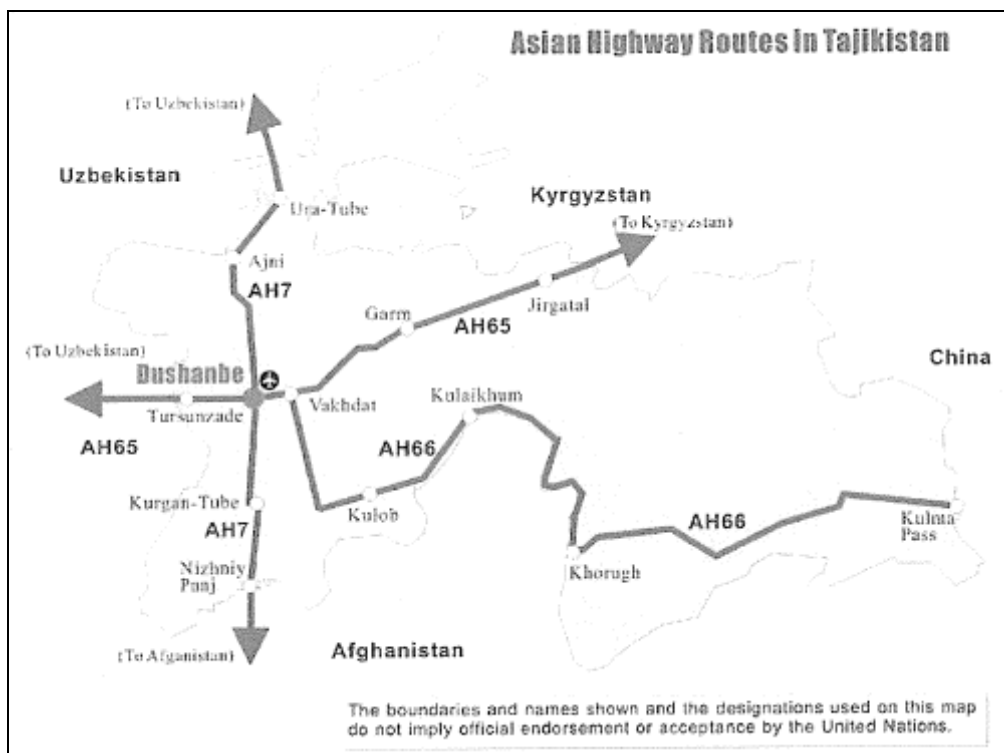 Asian Highway Routes in Tajikistan
(To Uzbekistan)
Uzbekistan
Ura-Tube
Kyrgyzstan
(To Kyrgyzstan)
Ajni
AH7
Garm
AH65
Jirgatal
(To Uzbekistan)
China
Dushanbe
Tursunzade
Vakhdat
Kulaikhum
AH65
AH66
Kurgan-Tube
Kulob
AH7
AH66
Kulma
Pass
Nizhniy
Panj
Khorugh
Afghanistan
(To Afganistan)
The boundaries and names shown and the designations used on this map
do not imply official endorsement or acceptance by the United Nations.